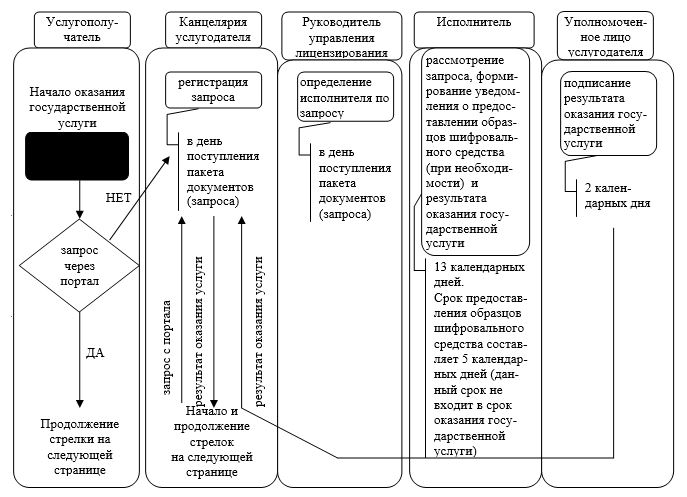 Услугополу-
чатель
Канцелярия
услугодателя
Руководитель
управления
лицензирования
Исполнитель
Уполномочен-
ное лицо
услугодателя
Начало оказания
государственной
услуги
НЕТ
запрос
через
портал
ДА
Продолжение
стрелки на
следующей
странице
регистрация
запроса
в день
поступления
пакета
документов
(запроса)
запрос с портала
результат оказания услуги
результат оказания услуги
Начало и
продолжение
стрелок
на следующей
странице
определение
исполнителя по
запросу
в день
поступления
пакета
документов
(запроса)
рассмотрение
запроса, форми-
рование уведом-
ления о предос-
тавлении образ-
цов шифроваль-
ного средства
(при необходи-
мости) и
результата
оказания госу-
дарственной
услуги
13 календарных
дней.
Срок предостав-
ления образцов
шифровального
средства состав-
ляет 5 календар-
ных дней (дан-
ный срок не
входит в срок
оказания госу-
дарственной
услуги)
подписание
результата
оказания госу-
дарственной
услуги
2 кален-
дарных дня